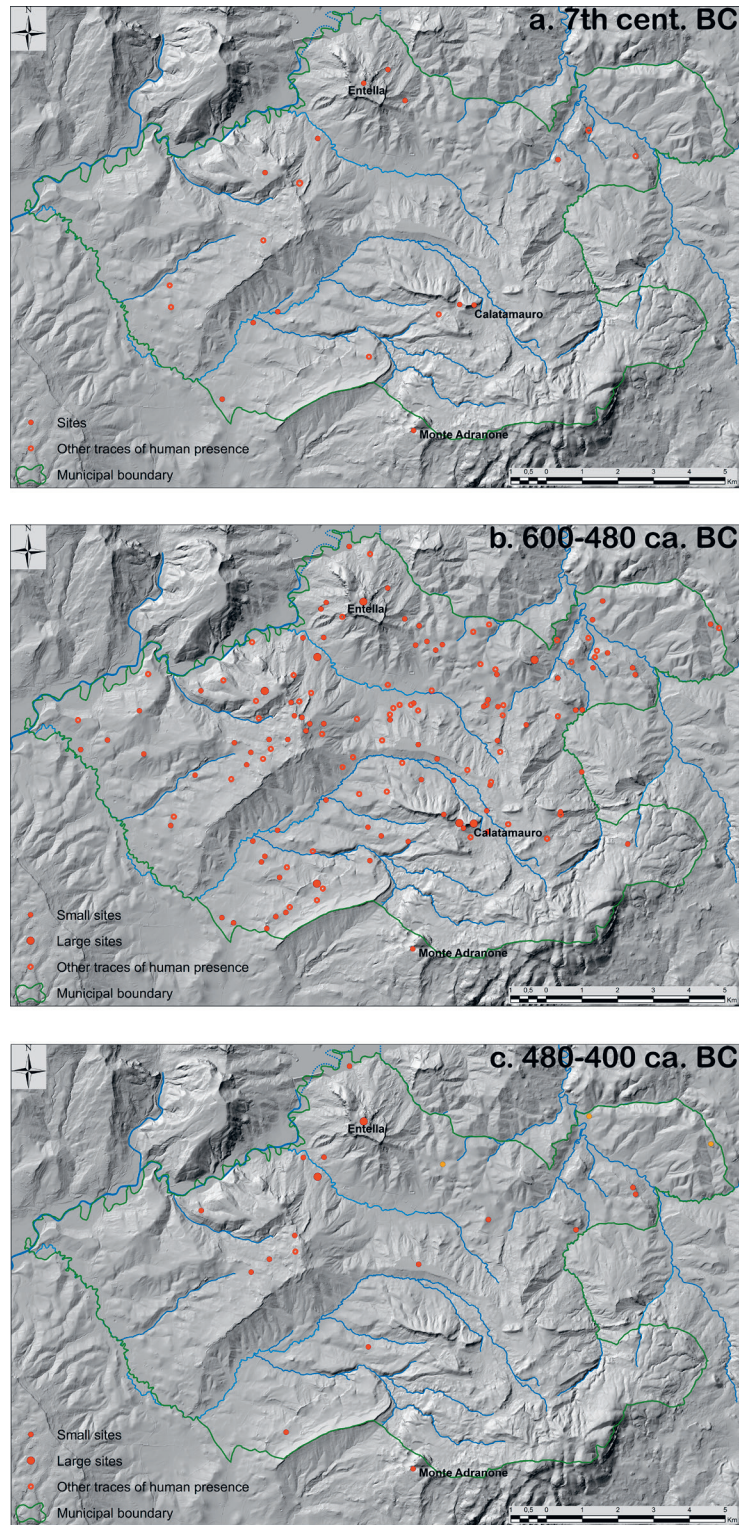 a. 7th cent. BC
N
Entella
Calatamauro
Sites
Other traces of human presence
Monte Adranone
Municipal boundary
1 0,5 0 1 2 3 4 5
Km
b. 600-480 ca. BC
N
Entella
Calatamauro
Small sites
Large sites
Monte Adranone
Other traces of human presence
Municipal boundary
1 0,5 0 1 2 3 4 5
Km
c. 480-400 ca. BC
N
Entella
Small sites
Large sites
Monte Adranone
Other traces of human presence
Municipal boundary
1 0,5 0 1 2 3 4 5
Km